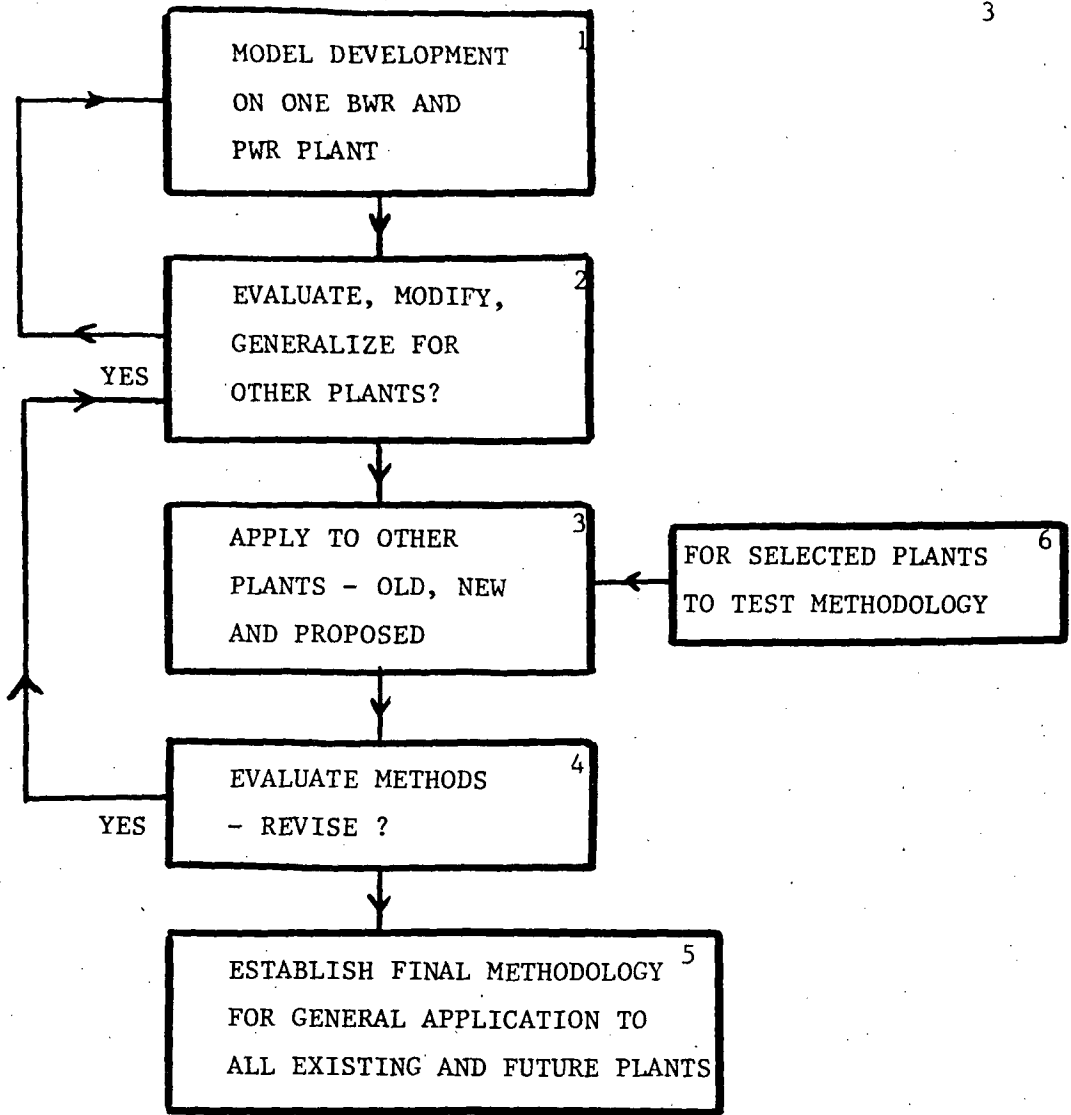 3
1
MODEL DEVELOPMENT
ON ONE BWR AND
PWR PLANT
2
EVALUATE, MODIFY,
GENERALIZE FOR
OTHER PLANTS?
YES
3
APPLY TO OTHER
PLANTS - OLD, NEW
AND PROPOSED
6
FOR SELECTED PLANTS
TO TEST METHODOLOGY
4
EVALUATE METHODS
- REVISE ?
YES
5
ESTABLISH FINAL METHODOLOGY
FOR GENERAL APPLICATION TO
ALL EXISTING AND FUTURE PLANTS